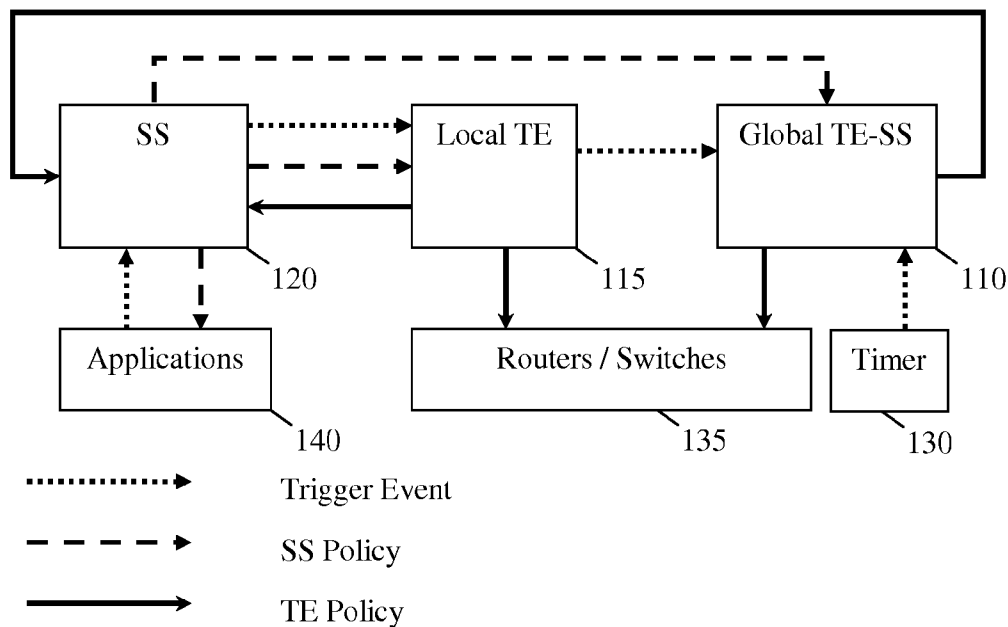 SS
Local TE
Global TE-SS
120
115
110
Applications
Routers / Switches
Timer
140
135
130
Trigger Event
SS Policy
TE Policy